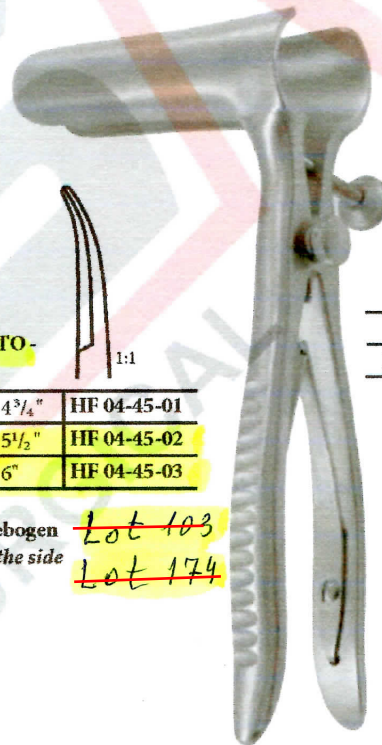 TO-
1:1
4³/₄" HF 04-45-01
5¹/₂" HF 04-45-02
6" HF 04-45-03
ebogen Lot 103
the side Lot 174